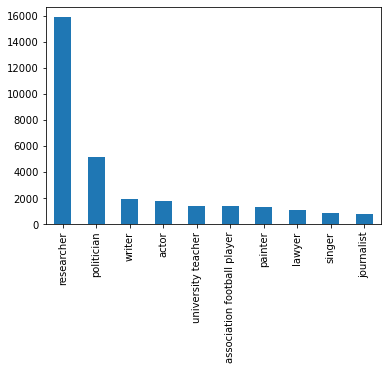 16000
14000
12000
10000
8000
6000
4000
2000
0
researcher
politician
writer
actor
university teacher
association football player
painter
lawyer
singer
journalist